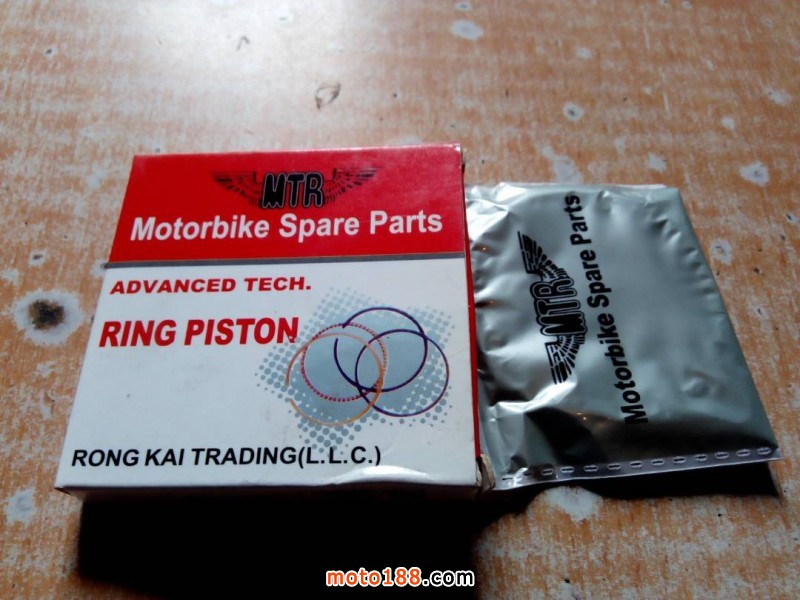 MTR
Motorbike Spare Parts
ADVANCED TECH.
RING PISTON
RONG KAI TRADING(L.L.C.)
MTR
Motorbike Spare Parts
moto188.com